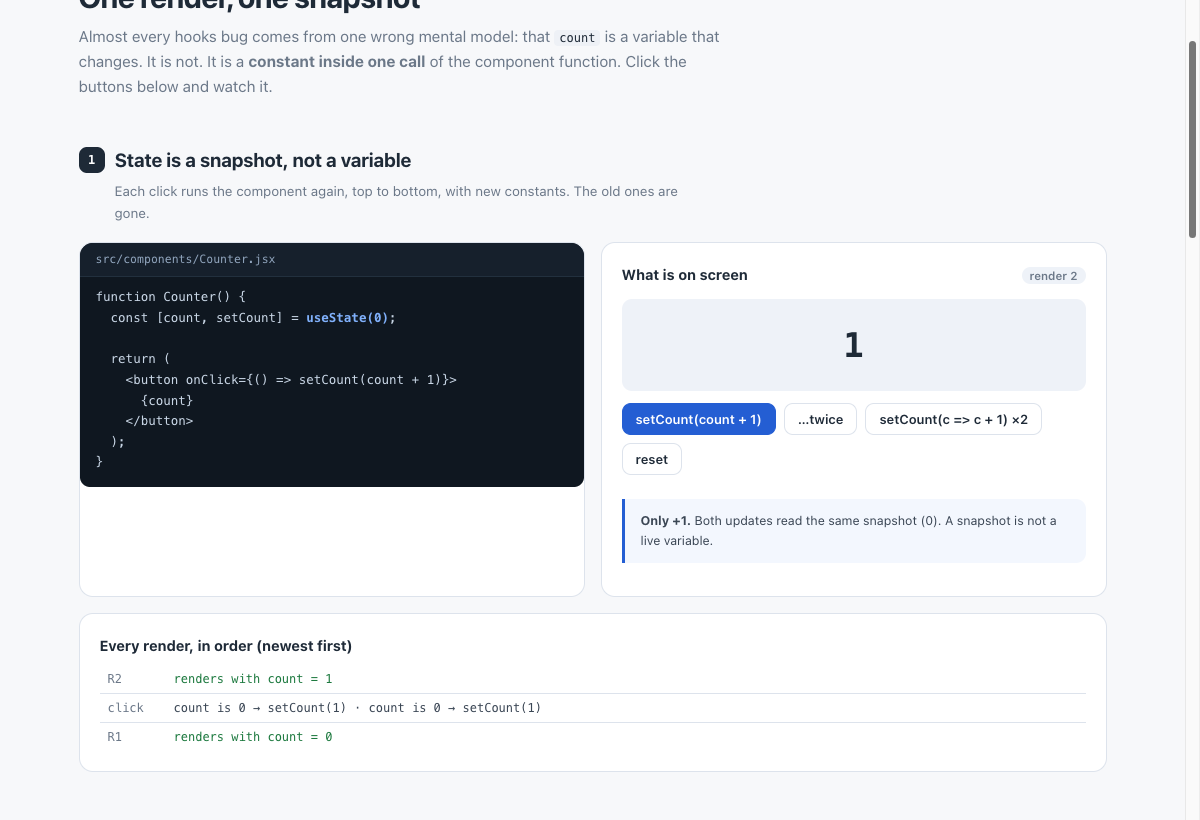 One render, one snapshot
Almost every hooks bug comes from one wrong mental model: that count is a variable that
changes. It is not. It is a constant inside one call of the component function. Click the
buttons below and watch it.
1 State is a snapshot, not a variable
Each click runs the component again, top to bottom, with new constants. The old ones are
gone.
src/components/Counter.jsx
function Counter() {
  const [count, setCount] = useState(0);
  return (
    <button onClick={() => setCount(count + 1)}>
      {count}
    </button>
  );
}
What is on screen
render 2
1
setCount(count + 1)
...twice
setCount(c => c + 1) ×2
reset
Only +1. Both updates read the same snapshot (0). A snapshot is not a
live variable.
Every render, in order (newest first)
R2 renders with count = 1
click count is 0 → setCount(1) · count is 0 → setCount(1)
R1 renders with count = 0